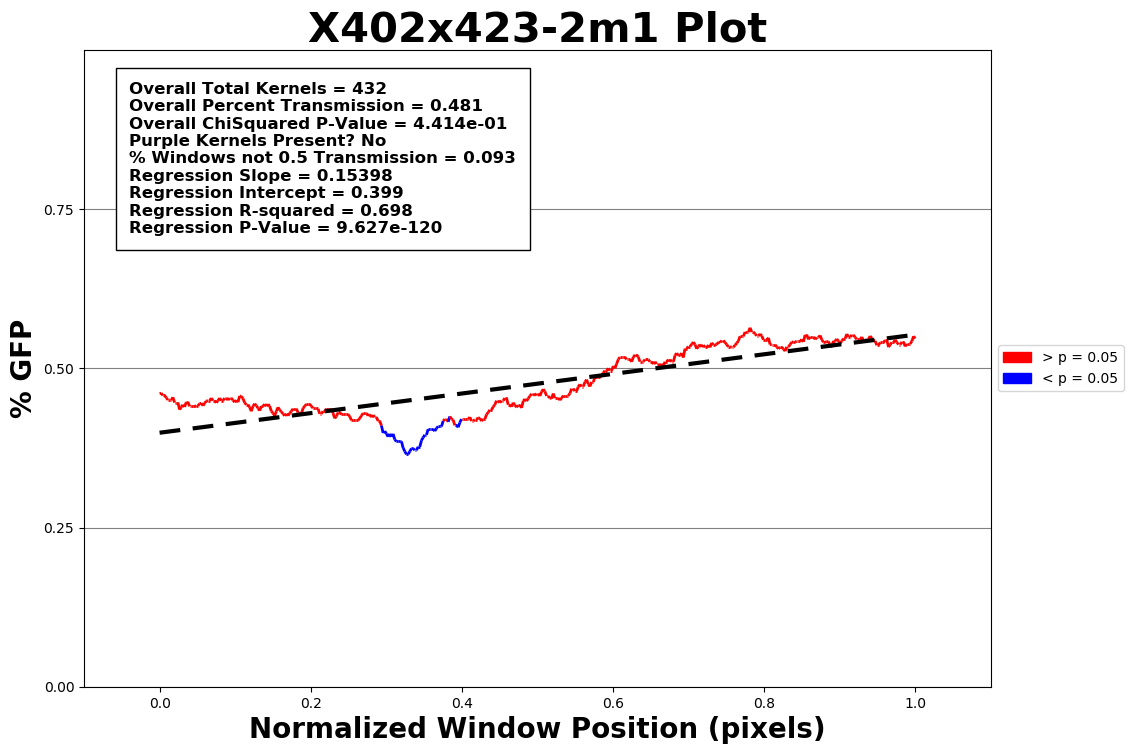 X402x423-2m1 Plot
Overall Total Kernels = 432
Overall Percent Transmission = 0.481
Overall ChiSquared P-Value = 4.414e-01
Purple Kernels Present? No
% Windows not 0.5 Transmission = 0.093
Regression Slope = 0.15398
Regression Intercept = 0.399
Regression R-squared = 0.698
Regression P-Value = 9.627e-120
% GFP
0.75
0.50
0.25
0.00
> p = 0.05
< p = 0.05
0.0 0.2 0.4 0.6 0.8 1.0
Normalized Window Position (pixels)